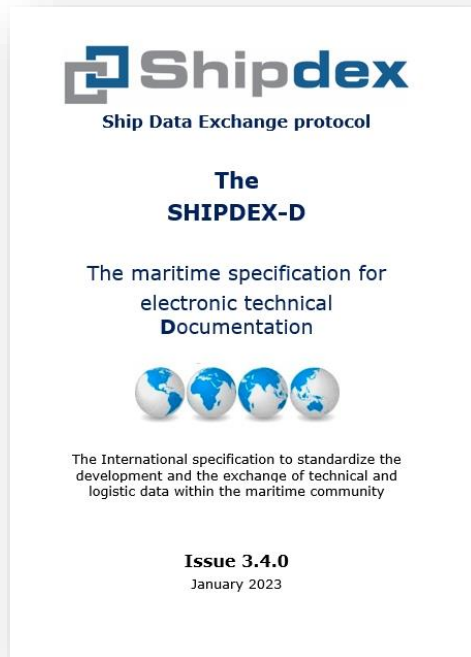 Shipdex
Ship Data Exchange protocol
The
SHIPDEX-D
The maritime specification for
electronic technical
Documentation
The International specification to standardize the
development and the exchange of technical and
logistic data within the maritime community
Issue 3.4.0
January 2023